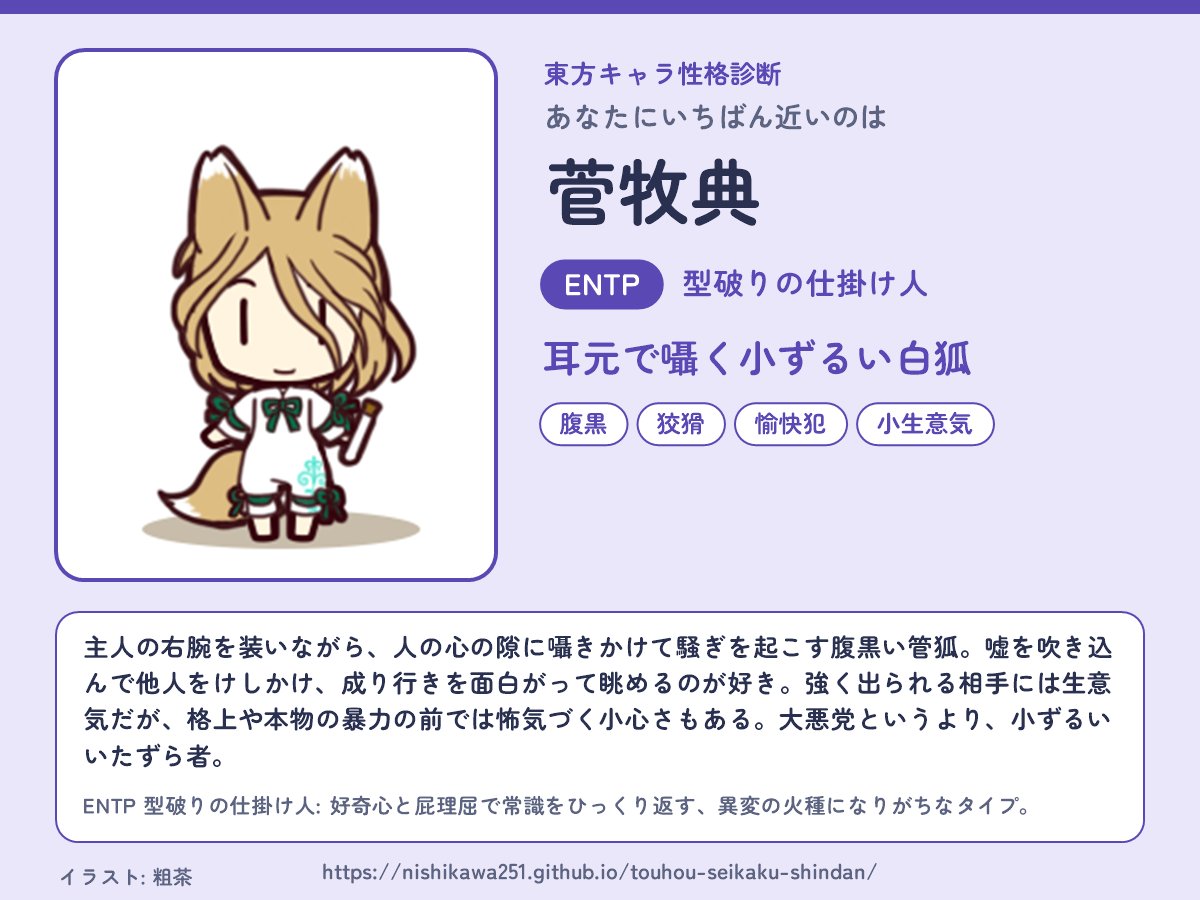 東方キャラ性格診断
あなたにいちばん近いのは
菅牧典
ENTP 型破りの仕掛け人
耳元で囁く小ずるい白狐
腹黒 狡猾 愉快犯 小生意気
主人の右腕を装いながら、人の心の隙に囁きかけて騒ぎを起こす腹黒い管狐。嘘を吹き込
んで他人をけしかけ、成り行きを面白がって眺めるのが好き。強く出られる相手には生意
気だが、格上や本物の暴力の前では怖気づく小心さもある。大悪党というより、小ずるい
いたずら者。
ENTP 型破りの仕掛け人: 好奇心と屁理屈で常識をひっくり返す、異変の火種になりがちなタイプ。
イラスト: 粗茶
https://nishikawa251.github.io/touhou-seikaku-shindan/